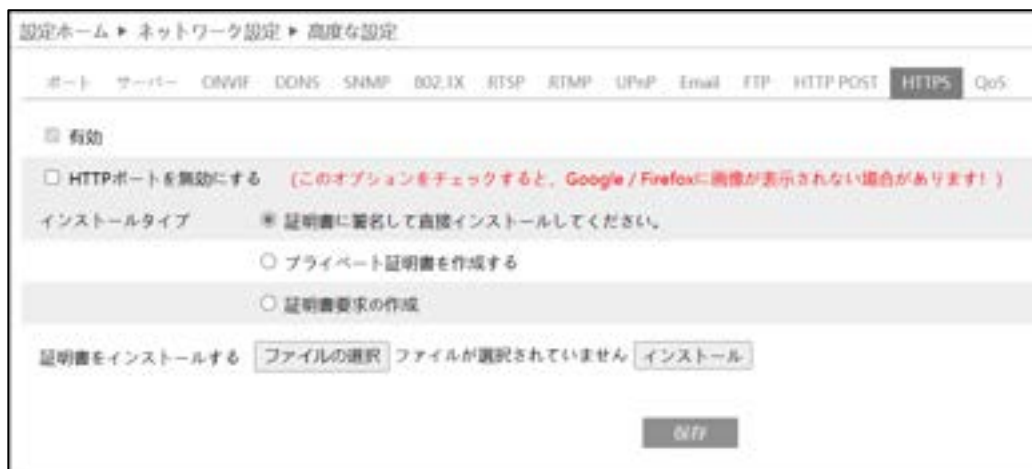 設定ホーム ▶ ネットワーク設定 ▶ 高度な設定
ポート サーバー ONVIF DDNS SNMP 802.1X RTSP RTMP UPnP Email FTP HTTP POST HTTPS QoS
有効
HTTPポートを無効にする (このオプションをチェックすると、Google / Firefoxに画像が表示されない場合があります! )
インストールタイプ 証明書に署名して直接インストールしてください。
プライベート証明書を作成する
証明書要求の作成
証明書をインストールする ファイルの選択 ファイルが選択されていません インストール
保存